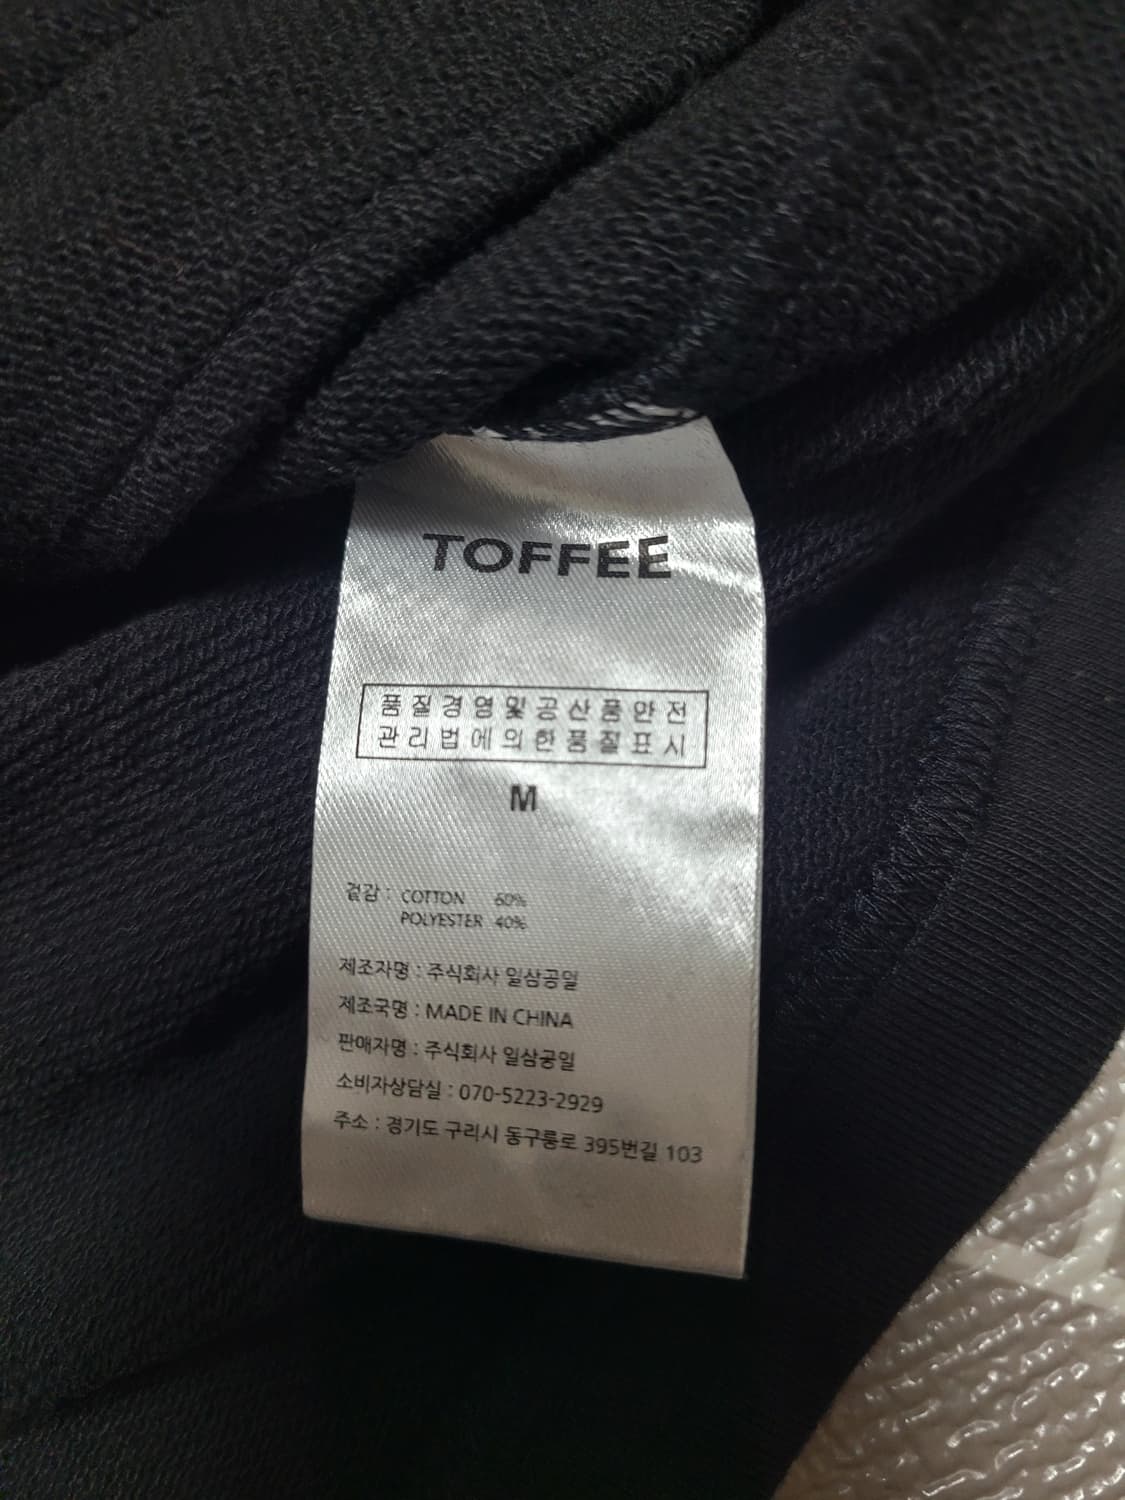 TOFFEE
품질경영및공산품안전
관리법에의한품질표시
M
겉감 : COTTON 60%
POLYESTER 40%
제조자명 : 주식회사 일삼공일
제조국명 : MADE IN CHINA
판매자명 : 주식회사 일삼공일
소비자상담실 : 070-5223-2929
주소 : 경기도 구리시 동구릉로 395번길 103